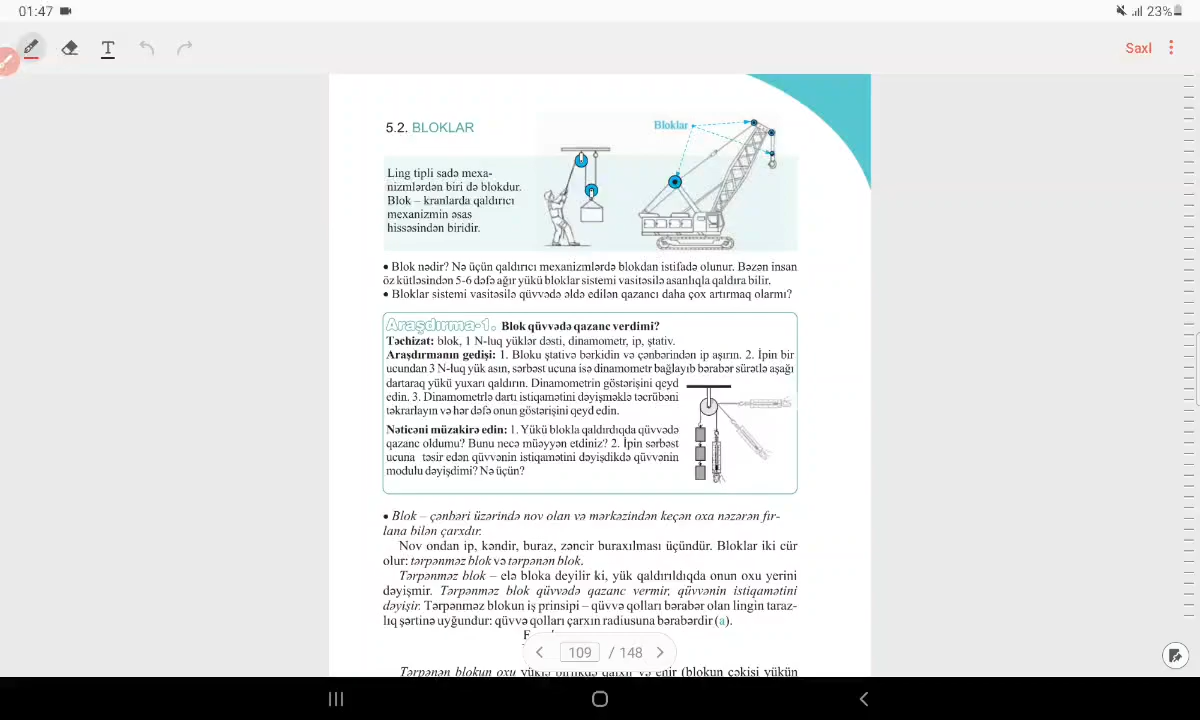 01:47
23%
Saxl
5.2. BLOKLAR
Bloklar
Ling tipli sadə mexa-
nizmlərdən biri də blokdur.
Blok – kranlarda qaldırıcı
mexanizmin əsas
hissəsindən biridir.
• Blok nədir? Nə üçün qaldırıcı mexanizmlərdə blokdan istifadə olunur. Bəzən insan
öz kütləsindən 5-6 dəfə ağır yükü bloklar sistemi vasitəsilə asanlıqla qaldıra bilir.
• Bloklar sistemi vasitəsilə qüvvədə əldə edilən qazancı daha çox artırmaq olarmı?
Araşdırma-1. Blok qüvvədə qazanc verdimi?
Təchizat: blok, 1 N-luq yüklər dəsti, dinamometr, ip, ştativ.
Araşdırmanın gedişi: 1. Bloku ştativə bərkidin və çənbərindən ip aşırın. 2. İpin bir
ucundan 3 N-luq yük asın, sərbəst ucuna isə dinamometr bağlayıb bərabər sürətlə aşağı
dartaraq yükü yuxarı qaldırın. Dinamometrin göstərişini qeyd
edin. 3. Dinamometrlə dartı istiqamətini dəyişməklə təcrübəni
təkrarlayın və hər dəfə onun göstərişini qeyd edin.
Nəticəni müzakirə edin: 1. Yükü blokla qaldırdıqda qüvvədə
qazanc oldumu? Bunu necə müəyyən etdiniz? 2. İpin sərbəst
ucuna təsir edən qüvvənin istiqamətini dəyişdikdə qüvvənin
modulu dəyişdimi? Nə üçün?
• Blok – çənbəri üzərində nov olan və mərkəzindən keçən oxa nəzərən fır-
lana bilən çarxdır.
Nov ondan ip, kəndir, buraz, zəncir buraxılması üçündür. Bloklar iki cür
olur: tərpənməz blok və tərpənən blok.
Tərpənməz blok – elə bloka deyilir ki, yük qaldırıldıqda onun oxu yerini
dəyişmir. Tərpənməz blok qüvvədə qazanc vermir, qüvvənin istiqamətini
dəyişir. Tərpənməz blokun iş prinsipi – qüvvə qolları bərabər olan lingin taraz-
lıq şərtinə uyğundur: qüvvə qolları çarxın radiusuna bərabərdir (a).
109 / 148
Tərpənən blokun oxu yüklə birlikdə qalxır və enir (blokun çəkisi yükün